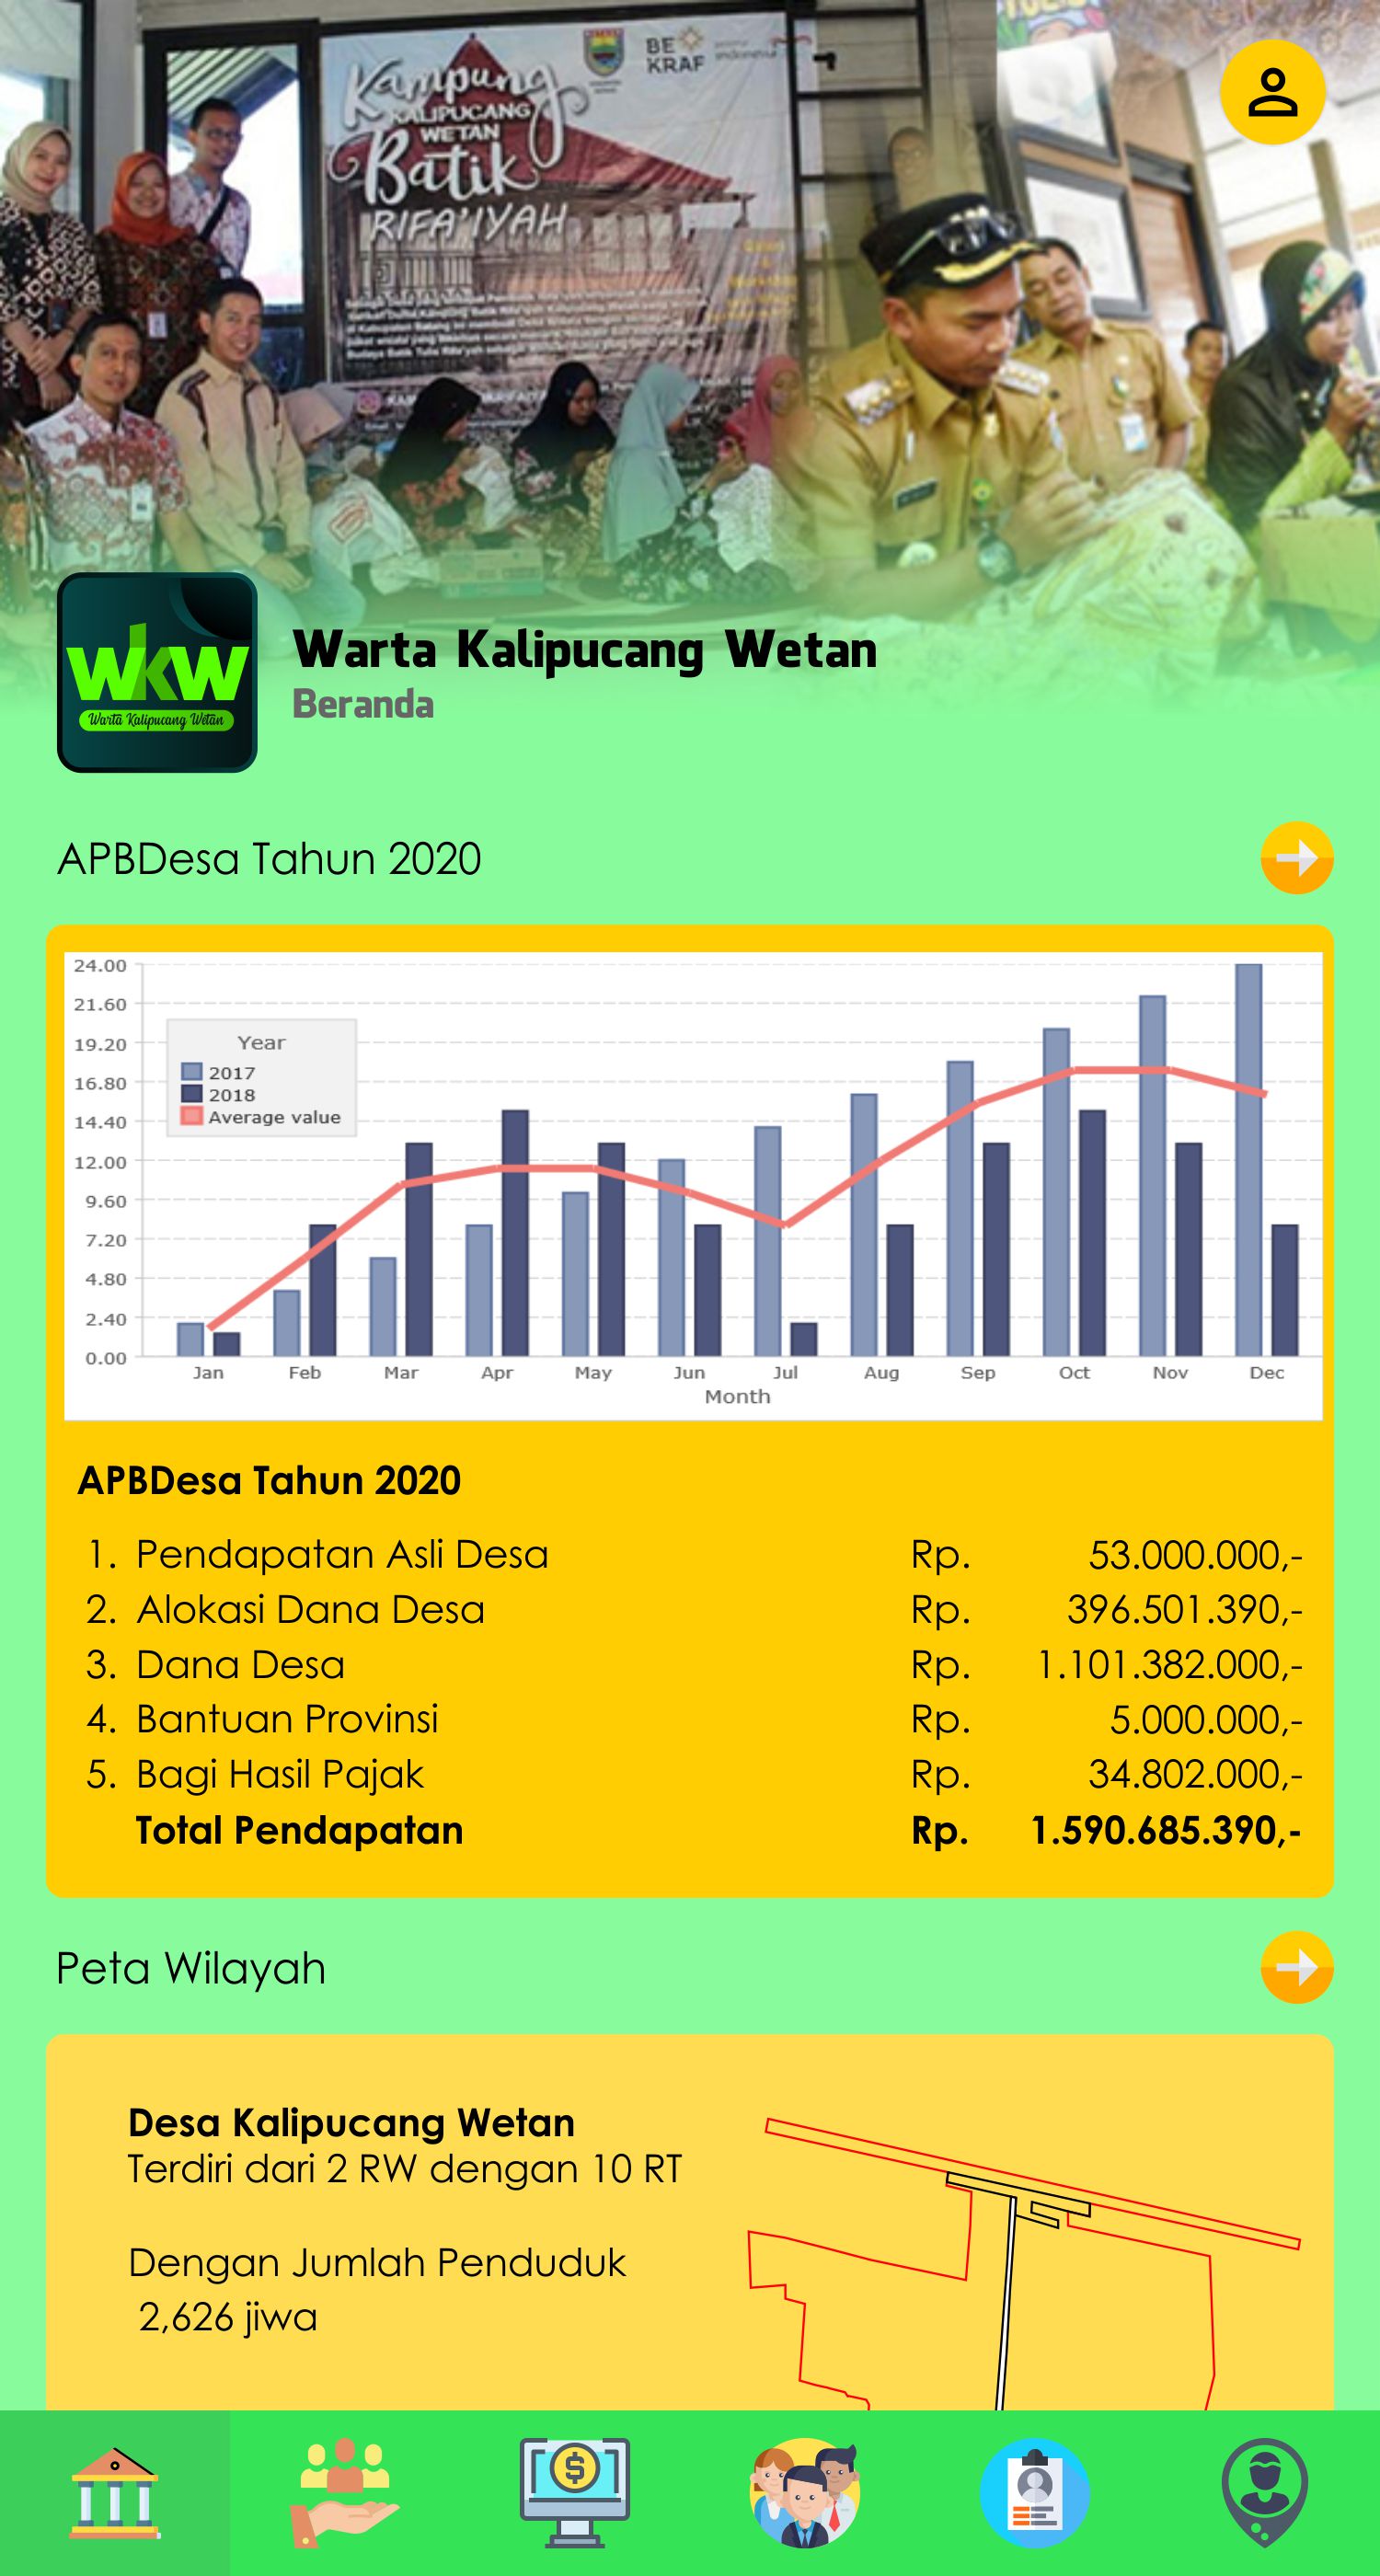 Kampung
KALIPUCANG
WETAN
Batik
RIFA'IYAH
BE
KRAF
indonesia
wkw
Warta Kalipucang Wetan
Warta Kalipucang Wetan
Beranda
APBDesa Tahun 2020
24.00
21.60
19.20
16.80
14.40
12.00
9.60
7.20
4.80
2.40
0.00
Year
2017
2018
Average value
Jan Feb Mar Apr May Jun Jul Aug Sep Oct Nov Dec
Month
APBDesa Tahun 2020
1. Pendapatan Asli Desa Rp. 53.000.000,-
2. Alokasi Dana Desa Rp. 396.501.390,-
3. Dana Desa Rp. 1.101.382.000,-
4. Bantuan Provinsi Rp. 5.000.000,-
5. Bagi Hasil Pajak Rp. 34.802.000,-
Total Pendapatan Rp. 1.590.685.390,-
Peta Wilayah
Desa Kalipucang Wetan
Terdiri dari 2 RW dengan 10 RT
Dengan Jumlah Penduduk
2,626 jiwa
$